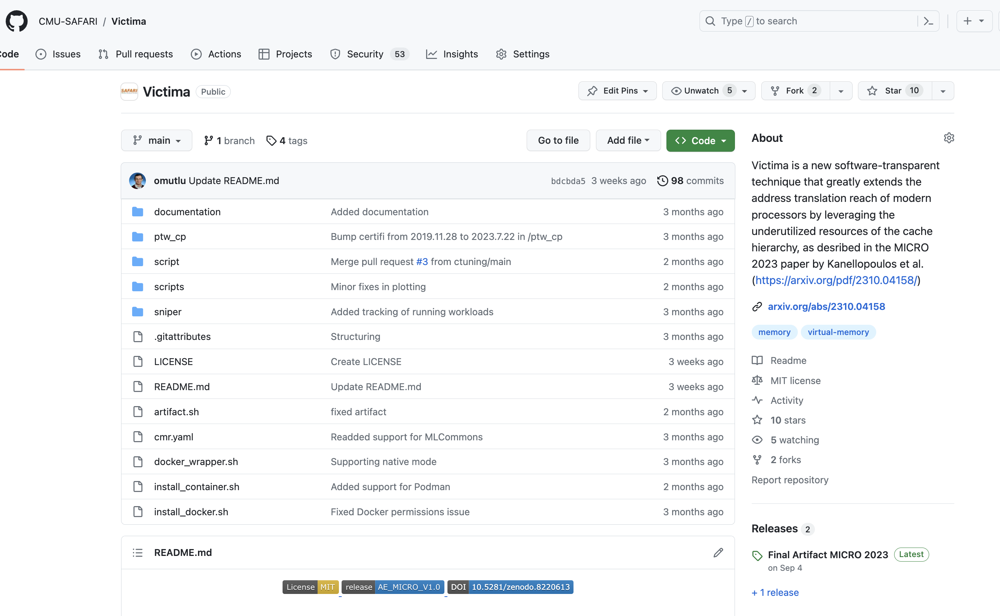 CMU-SAFARI / Victima
Type / to search
Code Issues Pull requests Actions Projects Security 53 Insights Settings
SAFARI Victima Public
Edit Pins Unwatch 5 Fork 2 Star 10
main 1 branch 4 tags
Go to file Add file Code
omutlu Update README.md bdcbda5 3 weeks ago 98 commits
documentation Added documentation 3 months ago
ptw_cp Bump certifi from 2019.11.28 to 2023.7.22 in /ptw_cp 3 months ago
script Merge pull request #3 from ctuning/main 2 months ago
scripts Minor fixes in plotting 2 months ago
sniper Added tracking of running workloads 3 months ago
.gitattributes Structuring 3 months ago
LICENSE Create LICENSE 3 weeks ago
README.md Update README.md 3 weeks ago
artifact.sh fixed artifact 2 months ago
cmr.yaml Readded support for MLCommons 3 months ago
docker_wrapper.sh Supporting native mode 3 months ago
install_container.sh Added support for Podman 2 months ago
install_docker.sh Fixed Docker permissions issue 3 months ago
README.md
License MIT release AE_MICRO_V1.0 DOI 10.5281/zenodo.8220613
About
Victima is a new software-transparent
technique that greatly extends the
address translation reach of modern
processors by leveraging the
underutilized resources of the cache
hierarchy, as desribed in the MICRO
2023 paper by Kanellopoulos et al.
(https://arxiv.org/pdf/2310.04158/)
arxiv.org/abs/2310.04158
memory virtual-memory
Readme
MIT license
Activity
10 stars
5 watching
2 forks
Report repository
Releases 2
Final Artifact MICRO 2023 Latest
on Sep 4
+ 1 release